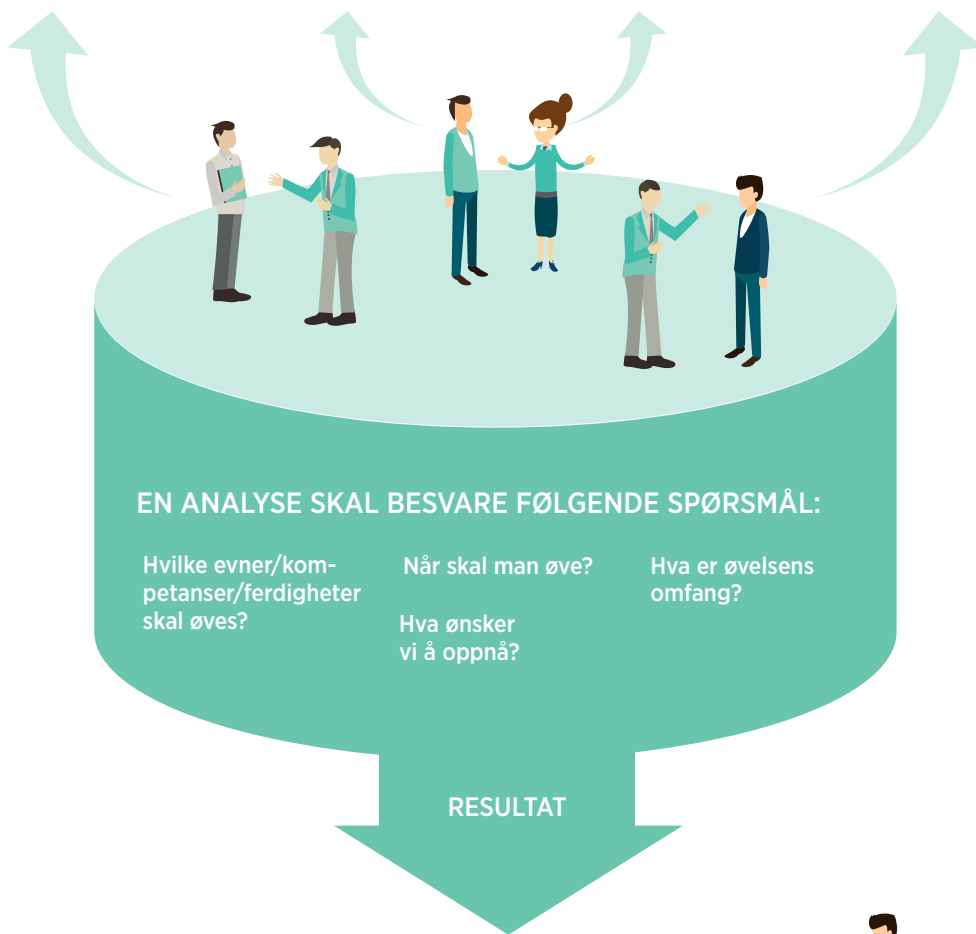 EN ANALYSE SKAL BESVARE FØLGENDE SPØRSMÅL:
Hvilke evner/kom-
petanser/ferdigheter
skal øves?
Når skal man øve?
Hva ønsker
vi å oppnå?
Hva er øvelsens
omfang?
RESULTAT